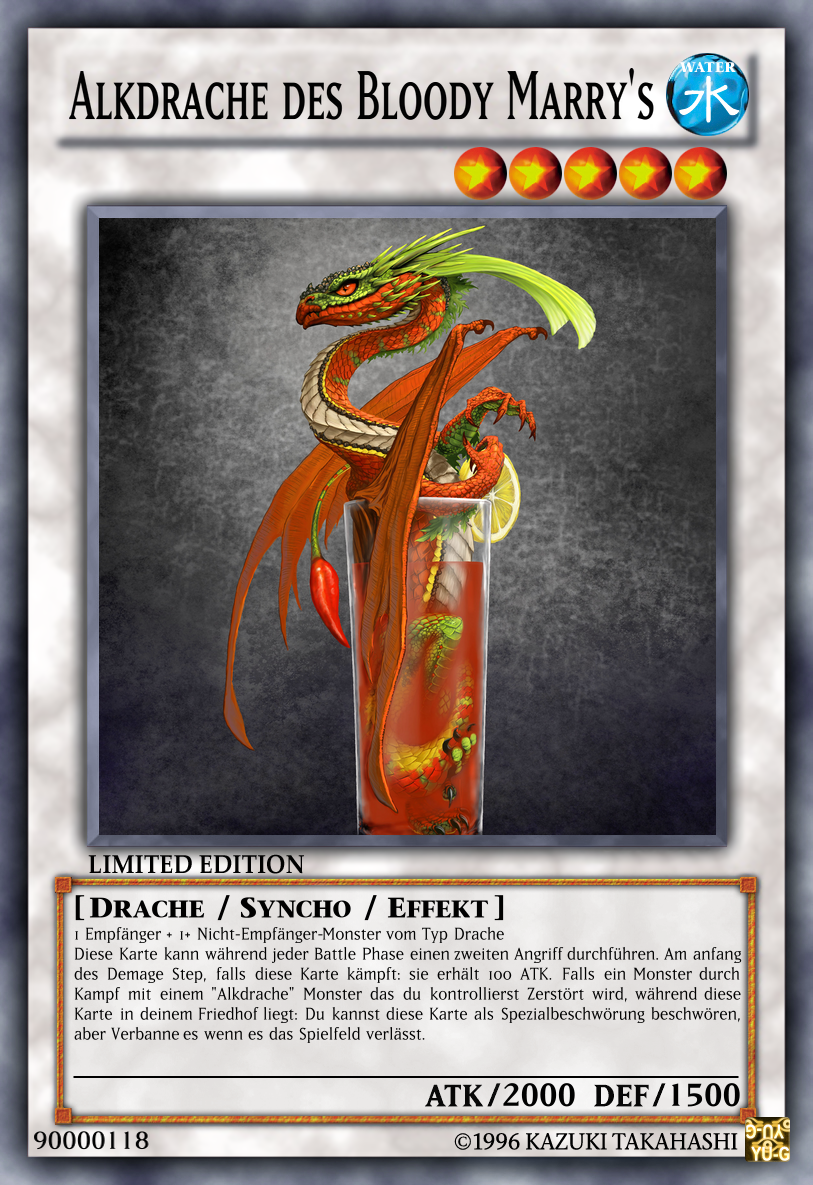 Alkdrache des Bloody Marry's
WATER
水
LIMITED EDITION
[ Drache / Syncho / Effekt ]
1 Empfänger + 1+ Nicht-Empfänger-Monster vom Typ Drache
Diese Karte kann während jeder Battle Phase einen zweiten Angriff durchführen. Am anfang
des Demage Step, falls diese Karte kämpft: sie erhält 100 ATK. Falls ein Monster durch
Kampf mit einem "Alkdrache" Monster das du kontrollierst Zerstört wird, während diese
Karte in deinem Friedhof liegt: Du kannst diese Karte als Spezialbeschwörung beschwören,
aber Verbanne es wenn es das Spielfeld verlässt.
ATK/2000 DEF/1500
90000118
©1996 KAZUKI TAKAHASHI